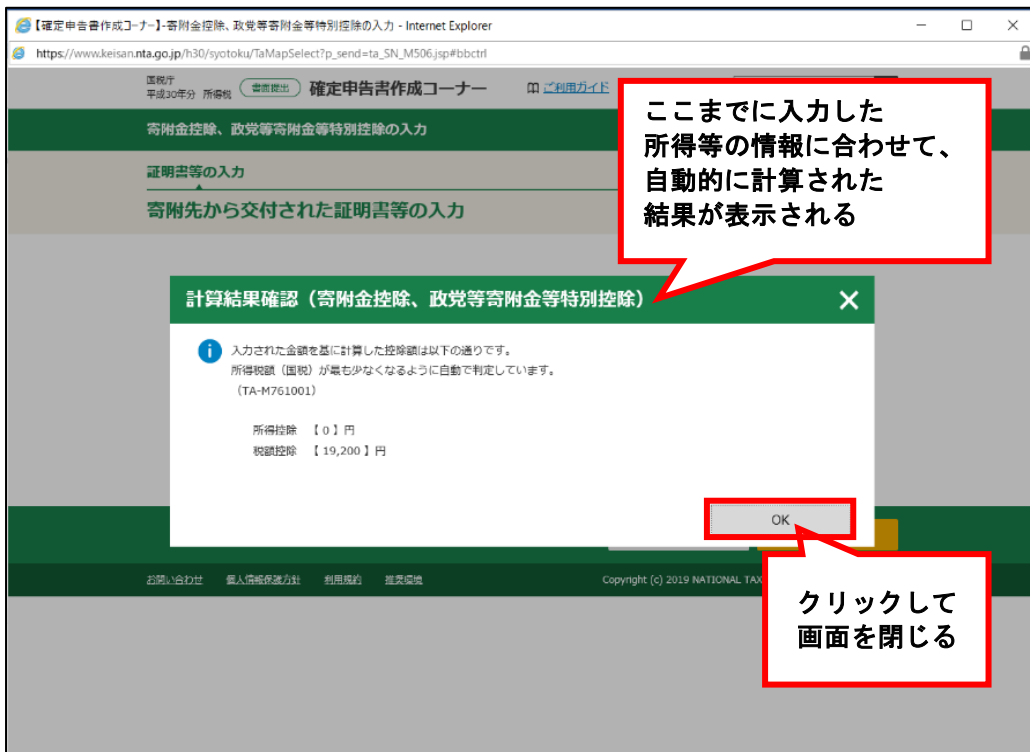 【確定申告書作成コーナー】-寄附金控除、政党等寄附金等特別控除の入力 - Internet Explorer
https://www.keisan.nta.go.jp/h30/syotoku/TaMapSelect?p_send=ta_SN_M506.jsp#bbctrl
国税庁
平成30年分 所得税
書面提出
確定申告書作成コーナー
ご利用ガイド
寄附金控除、政党等寄附金等特別控除の入力
証明書等の入力
寄附先から交付された証明書等の入力
ここまでに入力した
所得等の情報に合わせて、
自動的に計算された
結果が表示される
計算結果確認（寄附金控除、政党等寄附金等特別控除）
入力された金額を基に計算した控除額は以下の通りです。
所得税額（国税）が最も少なくなるように自動で判定しています。
（TA-M761001）
所得控除 【 0 】円
税額控除 【 19,200 】円
OK
クリックして
画面を閉じる
お問い合わせ 個人情報保護方針 利用規約 推奨環境
Copyright (c) 2019 NATIONAL TAX